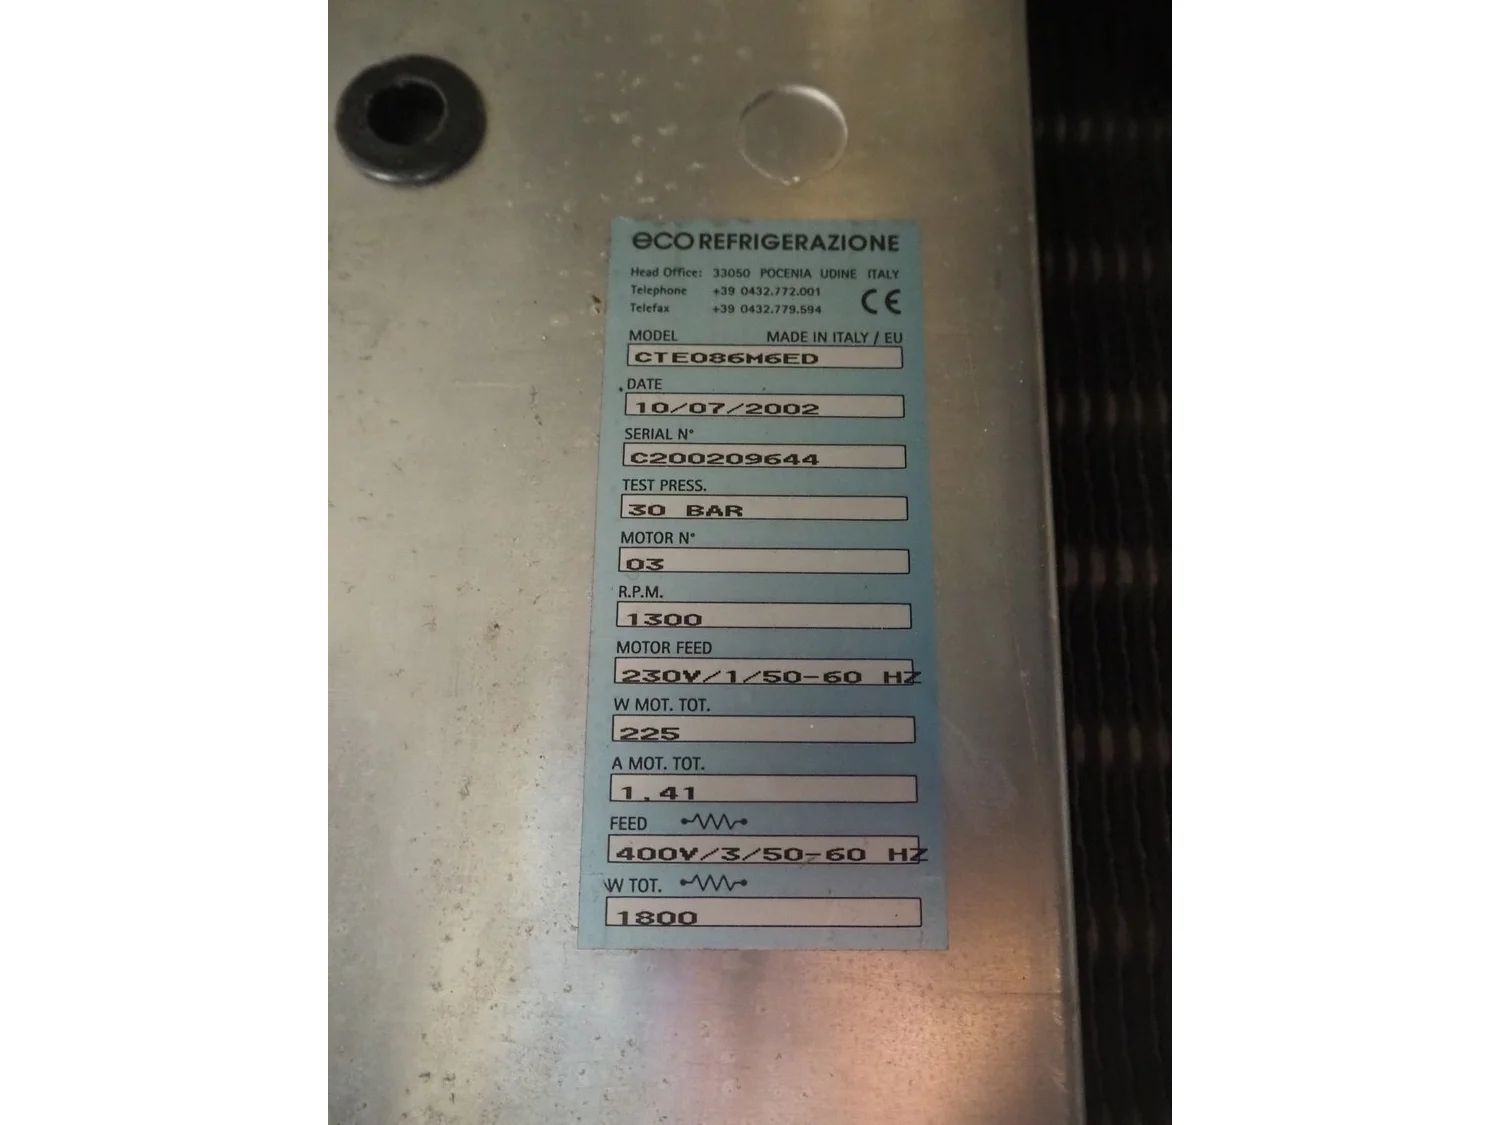 eco REFRIGERAZIONE
Head Office: 33050 POCENIA UDINE ITALY
Telephone +39 0432.772.001
Telefax +39 0432.779.594 CE
MODEL MADE IN ITALY / EU
CTE086M6ED
DATE
10/07/2002
SERIAL N°
C200209644
TEST PRESS.
30 BAR
MOTOR N°
03
R.P.M.
1300
MOTOR FEED
230V/1/50-60 HZ
W MOT. TOT.
225
A MOT. TOT.
1,41
FEED
400V/3/50-60 HZ
W TOT.
1800